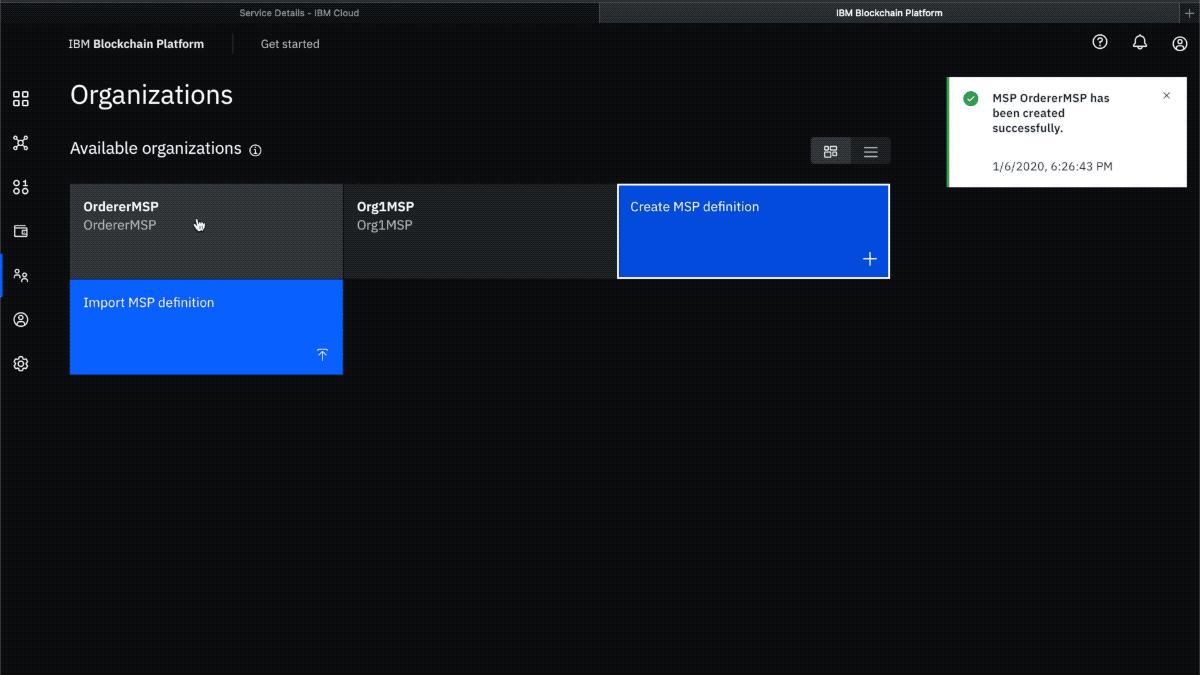 Service Details - IBM Cloud
IBM Blockchain Platform
IBM Blockchain Platform
Get started
Organizations
Available organizations
OrdererMSP
OrdererMSP
Org1MSP
Org1MSP
Create MSP definition
Import MSP definition
MSP OrdererMSP has
been created
successfully.
1/6/2020, 6:26:43 PM